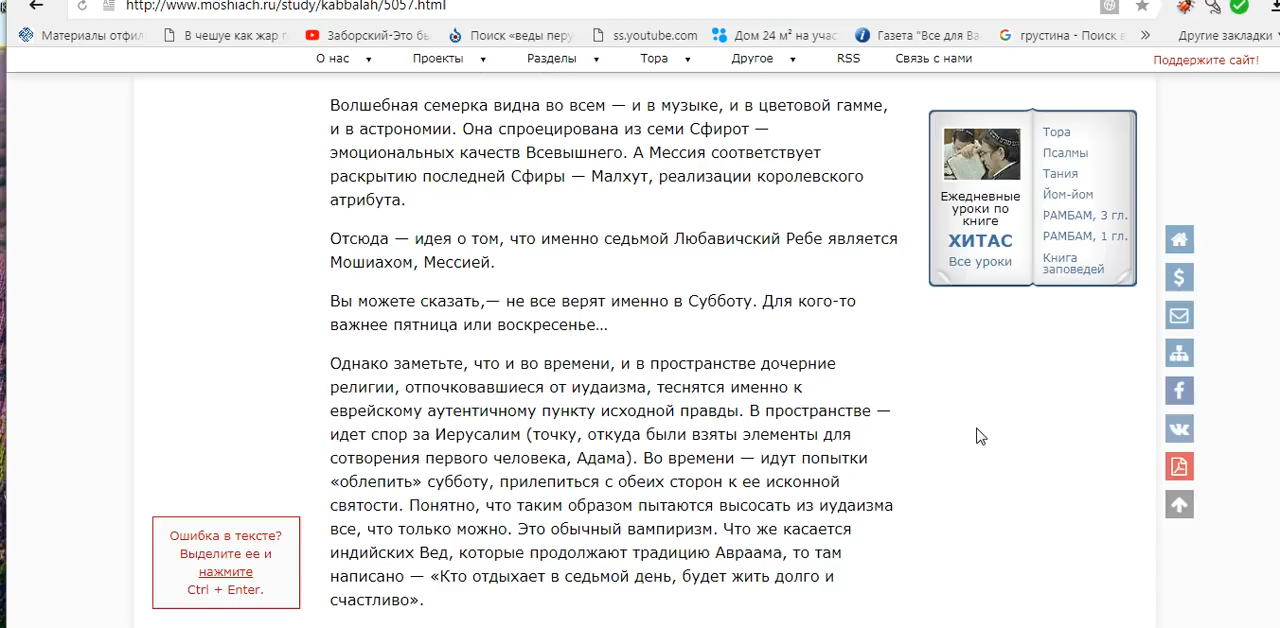 http://www.moshiach.ru/study/kabbalah/5057.html
Материалы отфил
В чешуе как жар г
Заборский-Это бы
Поиск «веды перу
ss.youtube.com
Дом 24 м² на учас
Газета "Все для Ва
грустина - Поиск в
»
Другие закладки
О нас
Проекты
Разделы
Тора
Другое
RSS
Связь с нами
Поддержите сайт!
Волшебная семерка видна во всем — и в музыке, и в цветовой гамме,
и в астрономии. Она спроецирована из семи Сфирот —
эмоциональных качеств Всевышнего. А Мессия соответствует
раскрытию последней Сфиры — Малхут, реализации королевского
атрибута.
Отсюда — идея о том, что именно седьмой Любавичский Ребе является
Мошиахом, Мессией.
Вы можете сказать,— не все верят именно в Субботу. Для кого-то
важнее пятница или воскресенье…
Однако заметьте, что и во времени, и в пространстве дочерние
религии, отпочковавшиеся от иудаизма, теснятся именно к
еврейскому аутентичному пункту исходной правды. В пространстве —
идет спор за Иерусалим (точку, откуда были взяты элементы для
сотворения первого человека, Адама). Во времени — идут попытки
«облепить» субботу, прилепиться с обеих сторон к ее исконной
святости. Понятно, что таким образом пытаются высосать из иудаизма
все, что только можно. Это обычный вампиризм. Что же касается
индийских Вед, которые продолжают традицию Авраама, то там
написано — «Кто отдыхает в седьмой день, будет жить долго и
счастливо».
Ежедневные
уроки по
книге
ХИТАС
Все уроки
Тора
Псалмы
Тания
Йом-йом
РАМБАМ, 3 гл.
РАМБАМ, 1 гл.
Книга
заповедей
Ошибка в тексте?
Выделите ее и
нажмите
Ctrl + Enter.